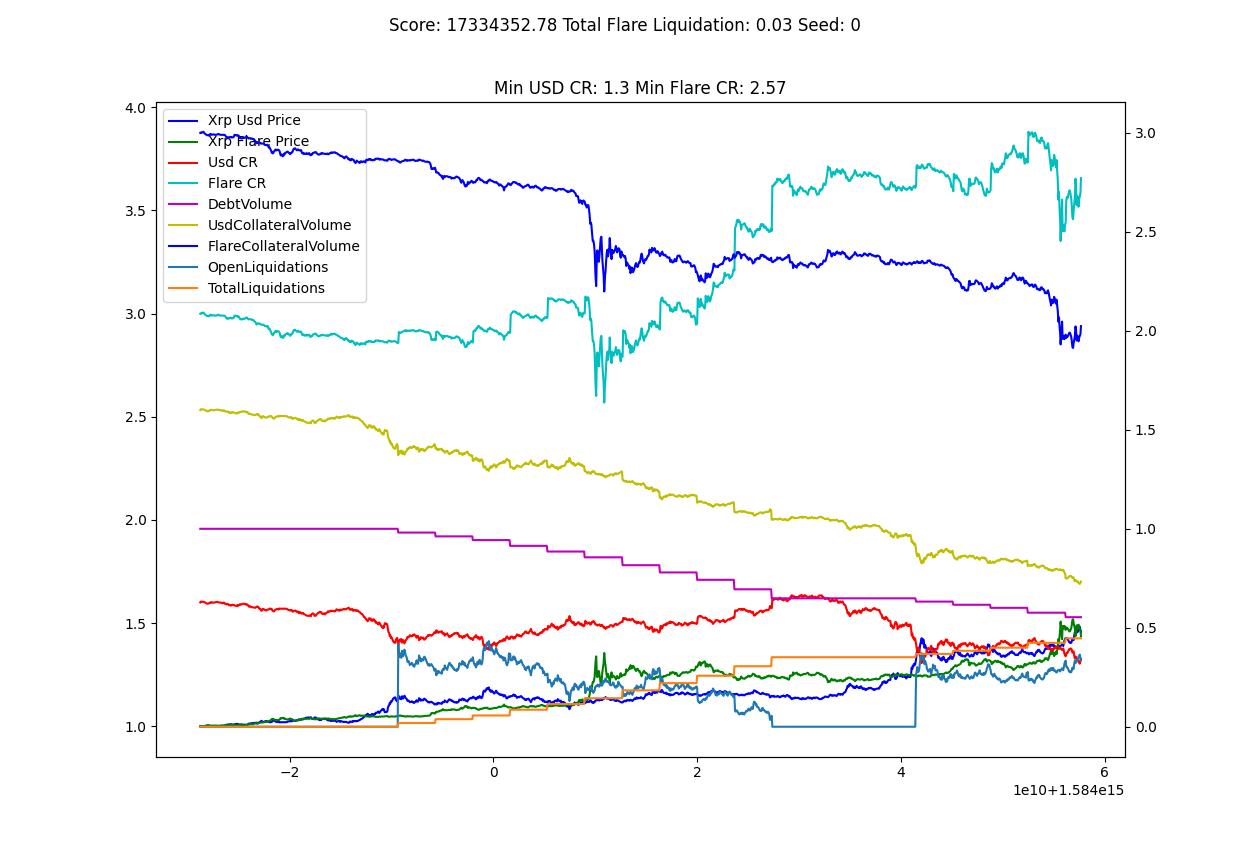 Score: 17334352.78 Total Flare Liquidation: 0.03 Seed: 0
Min USD CR: 1.3 Min Flare CR: 2.57
Xrp Usd Price
Xrp Flare Price
Usd CR
Flare CR
DebtVolume
UsdCollateralVolume
FlareCollateralVolume
OpenLiquidations
TotalLiquidations
4.0
3.5
3.0
2.5
2.0
1.5
1.0
3.0
2.5
2.0
1.5
1.0
0.5
0.0
−2
0
2
4
6
1e10+1.584e15